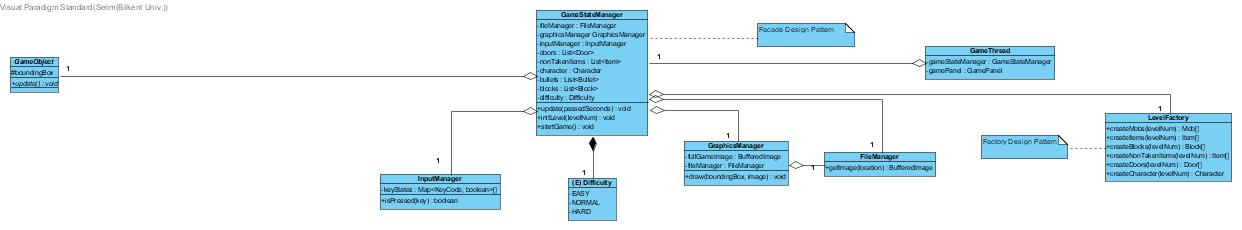 Visual Paradigm Standard(Selim(Bilkent Univ.))
GameObject
#boundingBox
+update() : void
1
GameStateManager
-fileManager : FileManager
-graphicsManager GraphicsManager
-inputManager : InputManager
-doors : List<Door>
-nonTakenItems : List<Item>
-character : Character
-bullets : List<Bullet>
-blocks : List<Block>
-difficulty : Difficulty
+update(passedSeconds) : void
+initLevel(levelNum) : void
+startGame() : void
Facade Design Pattern
1
GameThread
-gameStateManager : GameStateManager
-gamePanel : GamePanel
1
InputManager
-keyStates : Map<KeyCode, boolean>[]
+isPressed(key) : boolean
1
(E) Difficulty
-EASY
-NORMAL
-HARD
1
GraphicsManager
-fullGameImage : BufferedImage
-fileManager : FileManager
+draw(boundingBox, image) : void
1
1
FileManager
+getImage(location) : BufferedImage
Factory Design Pattern
1
LevelFactory
+createMobs(levelNum) : Mob[]
+createItems(levelNum) : Item[]
+createBlocks(levelNum) : Block[]
+createNonTakenItems(levelNum) : Item[]
+createDoors(levelNum) : Door[]
+createCharacter(levelNum) : Character